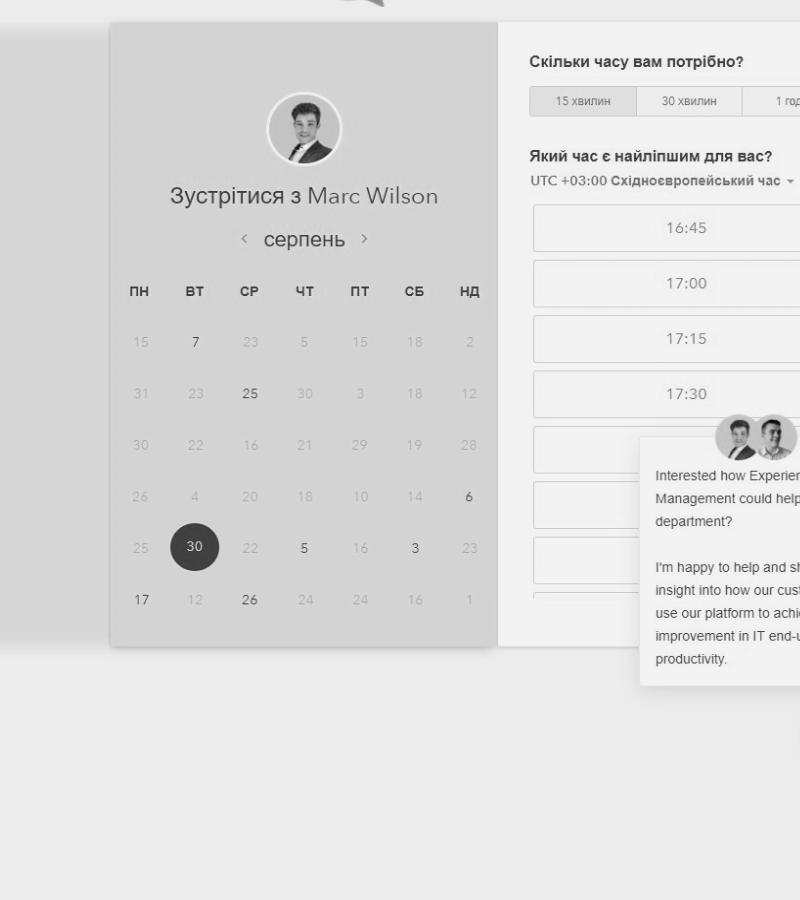 Зустрітися з Marc Wilson
серпень
ПН ВТ СР ЧТ ПТ СБ НД
15 7 23 5 15 18 2
31 23 25 30 3 18 12
30 22 16 21 29 19 28
26 4 20 18 10 14 6
25 30 22 5 16 3 23
17 12 26 24 24 16 1
Скільки часу вам потрібно?
15 хвилин 30 хвилин 1 год
Який час є найліпшим для вас?
UTC +03:00 Східноєвропейський час
16:45
17:00
17:15
17:30
Interested how Experien
Management could help
department?
I'm happy to help and sh
insight into how our cust
use our platform to achie
improvement in IT end-u
productivity.